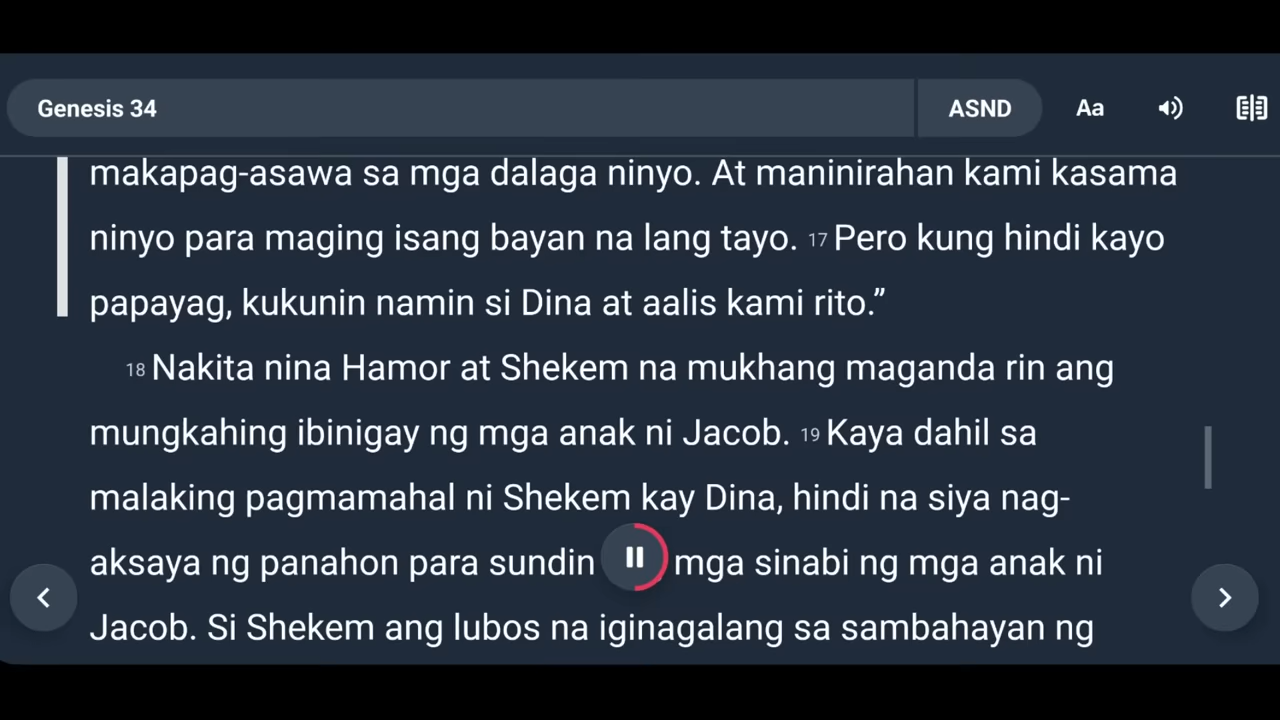 Genesis 34 ASND Aa
makapag-asawa sa mga dalaga ninyo. At maninirahan kami kasama
ninyo para maging isang bayan na lang tayo. 17 Pero kung hindi kayo
papayag, kukunin namin si Dina at aalis kami rito.”
18 Nakita nina Hamor at Shekem na mukhang maganda rin ang
mungkahing ibinigay ng mga anak ni Jacob. 19 Kaya dahil sa
malaking pagmamahal ni Shekem kay Dina, hindi na siya nag-
aksaya ng panahon para sundin mga sinabi ng mga anak ni
Jacob. Si Shekem ang lubos na iginagalang sa sambahayan ng